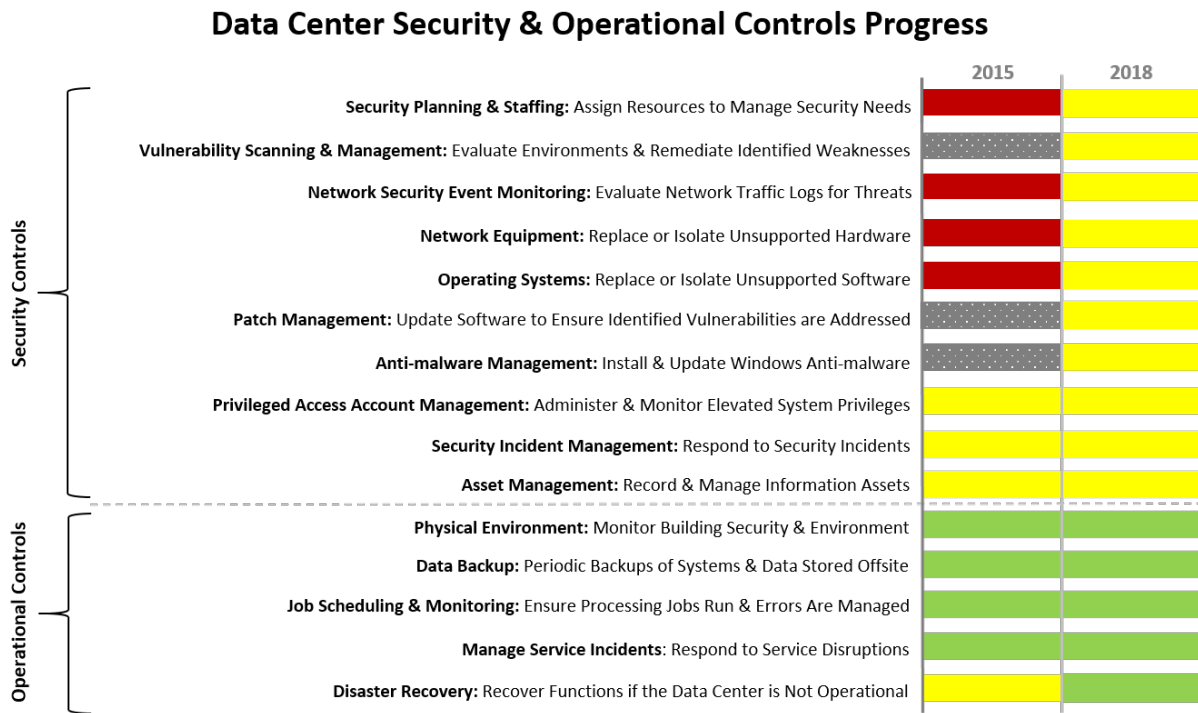 Data Center Security & Operational Controls Progress
2015 2018
Security Controls
Security Planning & Staffing: Assign Resources to Manage Security Needs
Vulnerability Scanning & Management: Evaluate Environments & Remediate Identified Weaknesses
Network Security Event Monitoring: Evaluate Network Traffic Logs for Threats
Network Equipment: Replace or Isolate Unsupported Hardware
Operating Systems: Replace or Isolate Unsupported Software
Patch Management: Update Software to Ensure Identified Vulnerabilities are Addressed
Anti-malware Management: Install & Update Windows Anti-malware
Privileged Access Account Management: Administer & Monitor Elevated System Privileges
Security Incident Management: Respond to Security Incidents
Asset Management: Record & Manage Information Assets
Operational Controls
Physical Environment: Monitor Building Security & Environment
Data Backup: Periodic Backups of Systems & Data Stored Offsite
Job Scheduling & Monitoring: Ensure Processing Jobs Run & Errors Are Managed
Manage Service Incidents: Respond to Service Disruptions
Disaster Recovery: Recover Functions if the Data Center is Not Operational